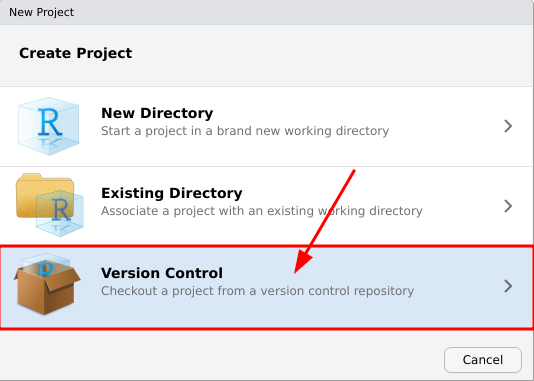 New Project
Create Project
New Directory
Start a project in a brand new working directory
Existing Directory
Associate a project with an existing working directory
Version Control
Checkout a project from a version control repository
Cancel